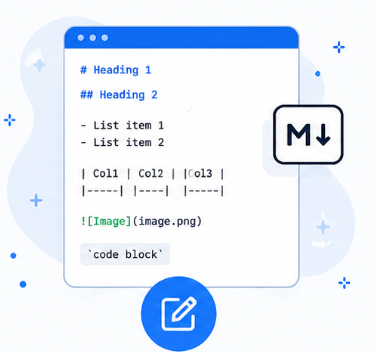 # Heading 1
## Heading 2
- List item 1
- List item 2
| Col1 | Col2 | |Col3 |
|-----| |----| |-----|
![Image](image.png)
`code block`
M↓